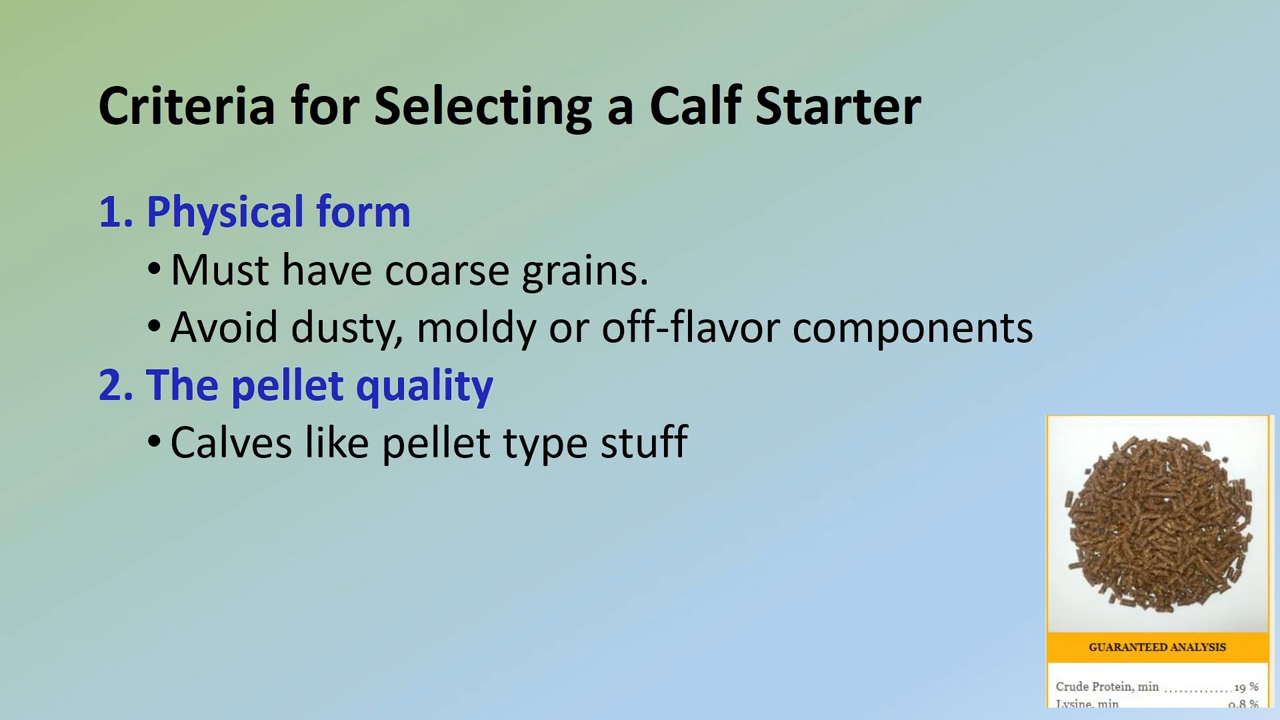 Criteria for Selecting a Calf Starter
1. Physical form
• Must have coarse grains.
• Avoid dusty, moldy or off-flavor components
2. The pellet quality
• Calves like pellet type stuff
GUARANTEED ANALYSIS
Crude Protein, min ............. 19 %
Lysine, min 0.8 %